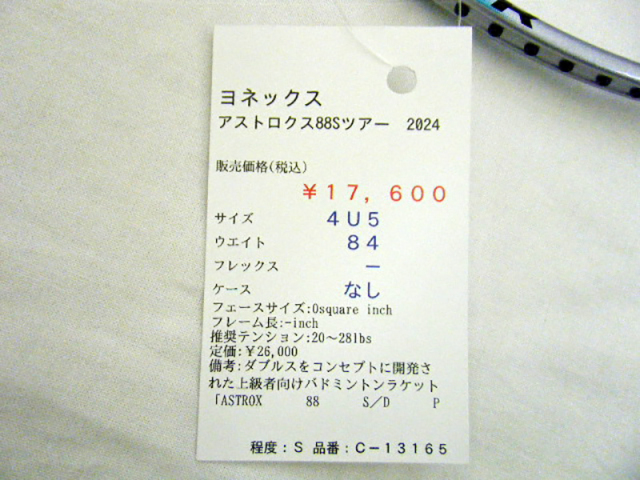 ヨネックス
アストロクス88Sツアー　2024
販売価格(税込)
￥１７，６００
サイズ　４Ｕ５
ウエイト　８４
フレックス　－
ケース　なし
フェースサイズ:0square inch
フレーム長:-inch
推奨テンション:20～28lbs
定価:￥26,000
備考:ダブルスをコンセプトに開発さ
れた上級者向けバドミントンラケット
「ASTROX　88　S／D　P
程度：Ｓ 品番：Ｃ－１３１６５